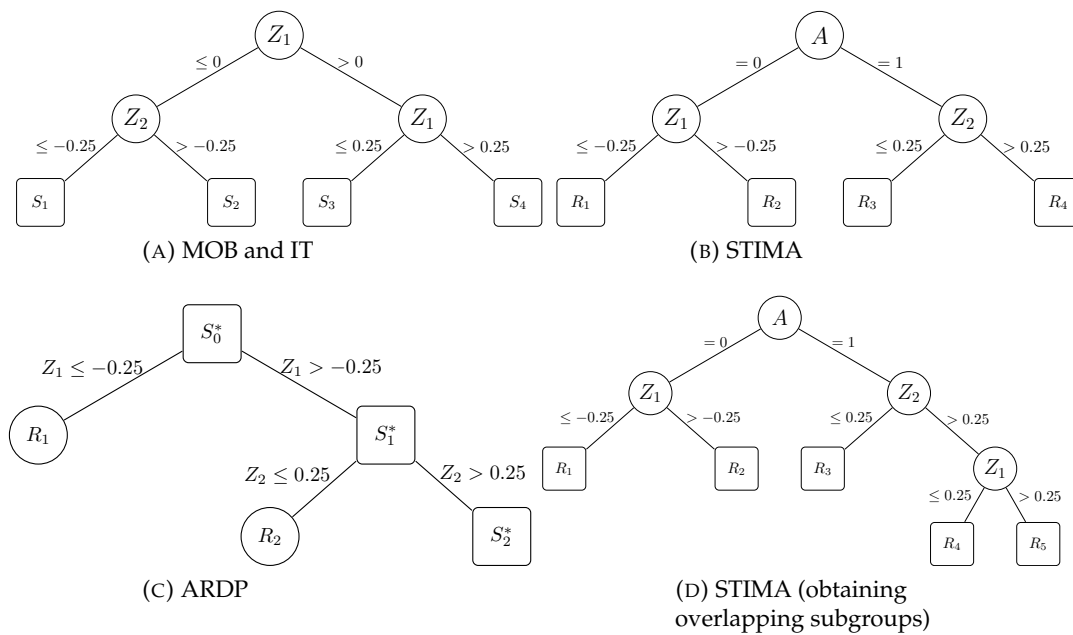 Z₁
≤ 0
> 0
Z₂
Z₁
≤ −0.25
> −0.25
≤ 0.25
> 0.25
S₁
S₂
S₃
S₄
(A) MOB and IT
A
= 0
= 1
Z₁
Z₂
≤ −0.25
> −0.25
≤ 0.25
> 0.25
R₁
R₂
R₃
R₄
(B) STIMA
S₀*
Z₁ ≤ −0.25
Z₁ > −0.25
R₁
S₁*
Z₂ ≤ 0.25
Z₂ > 0.25
R₂
S₂*
(C) ARDP
A
= 0
= 1
Z₁
Z₂
≤ −0.25
> −0.25
≤ 0.25
> 0.25
R₁
R₂
R₃
Z₁
≤ 0.25
> 0.25
R₄
R₅
(D) STIMA (obtaining
overlapping subgroups)